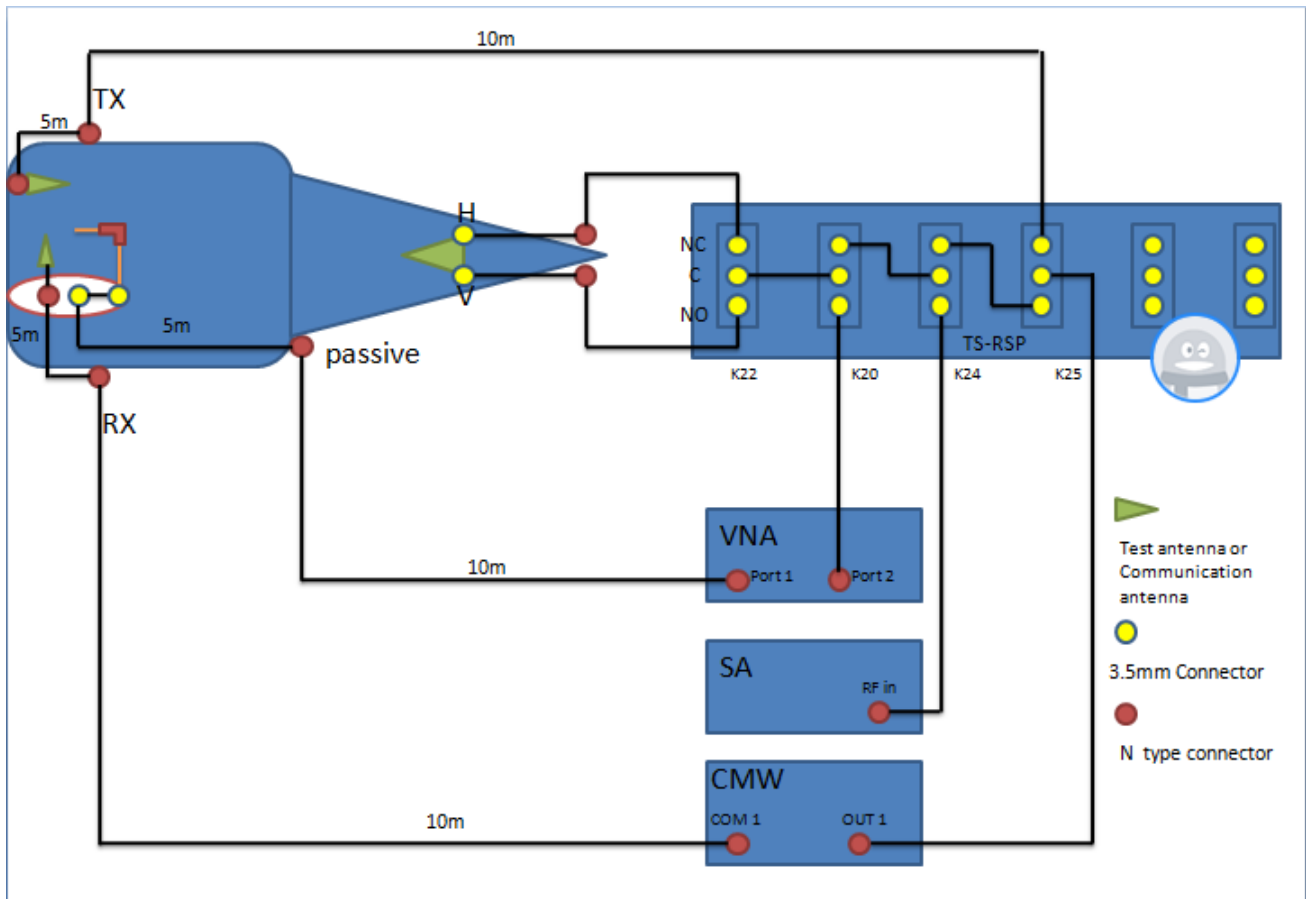 10m
TX
5m
H
V
NC
C
NO
TS-RSP
K22
K20
K24
K25
5m
5m
passive
RX
VNA
Port 1
Port 2
10m
SA
RF in
CMW
COM 1
OUT 1
10m
Test antenna or
Communication
antenna
3.5mm Connector
N type connector